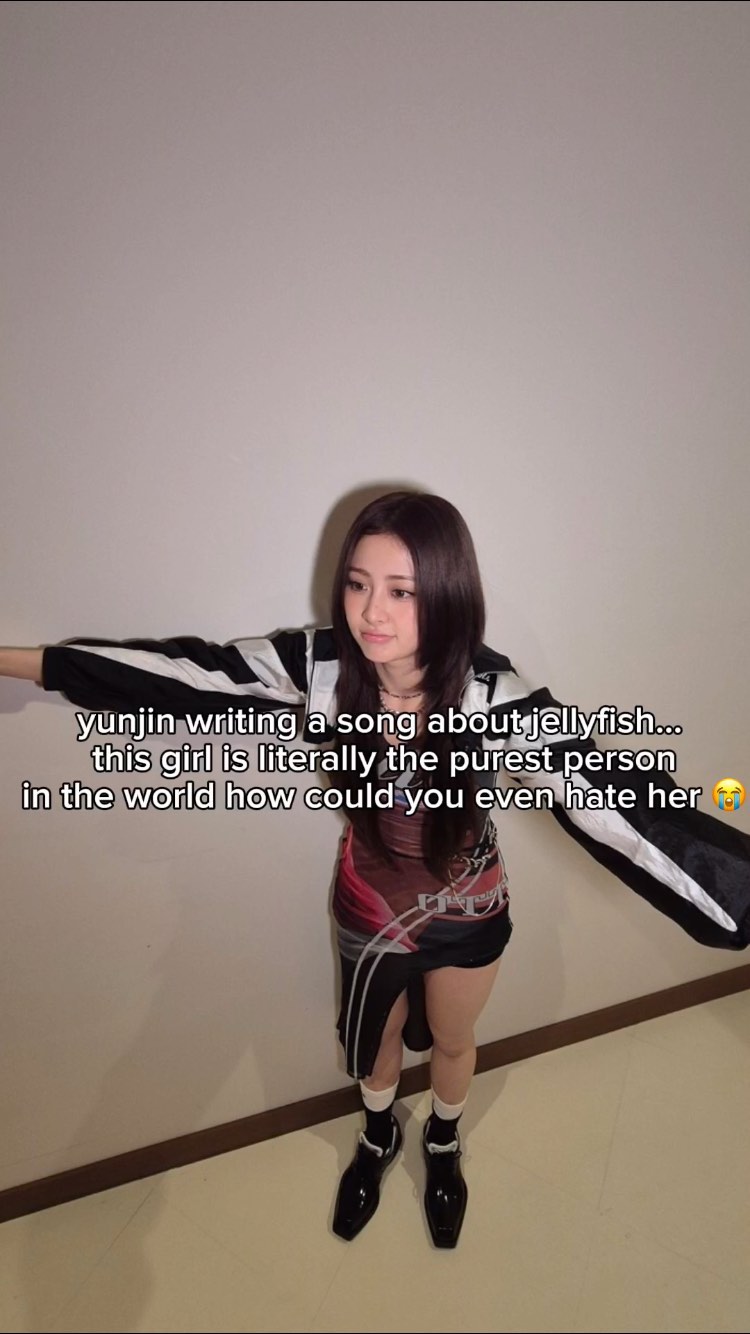 yunjin writing a song about jellyfish...
this girl is literally the purest person
in the world how could you even hate her 😭